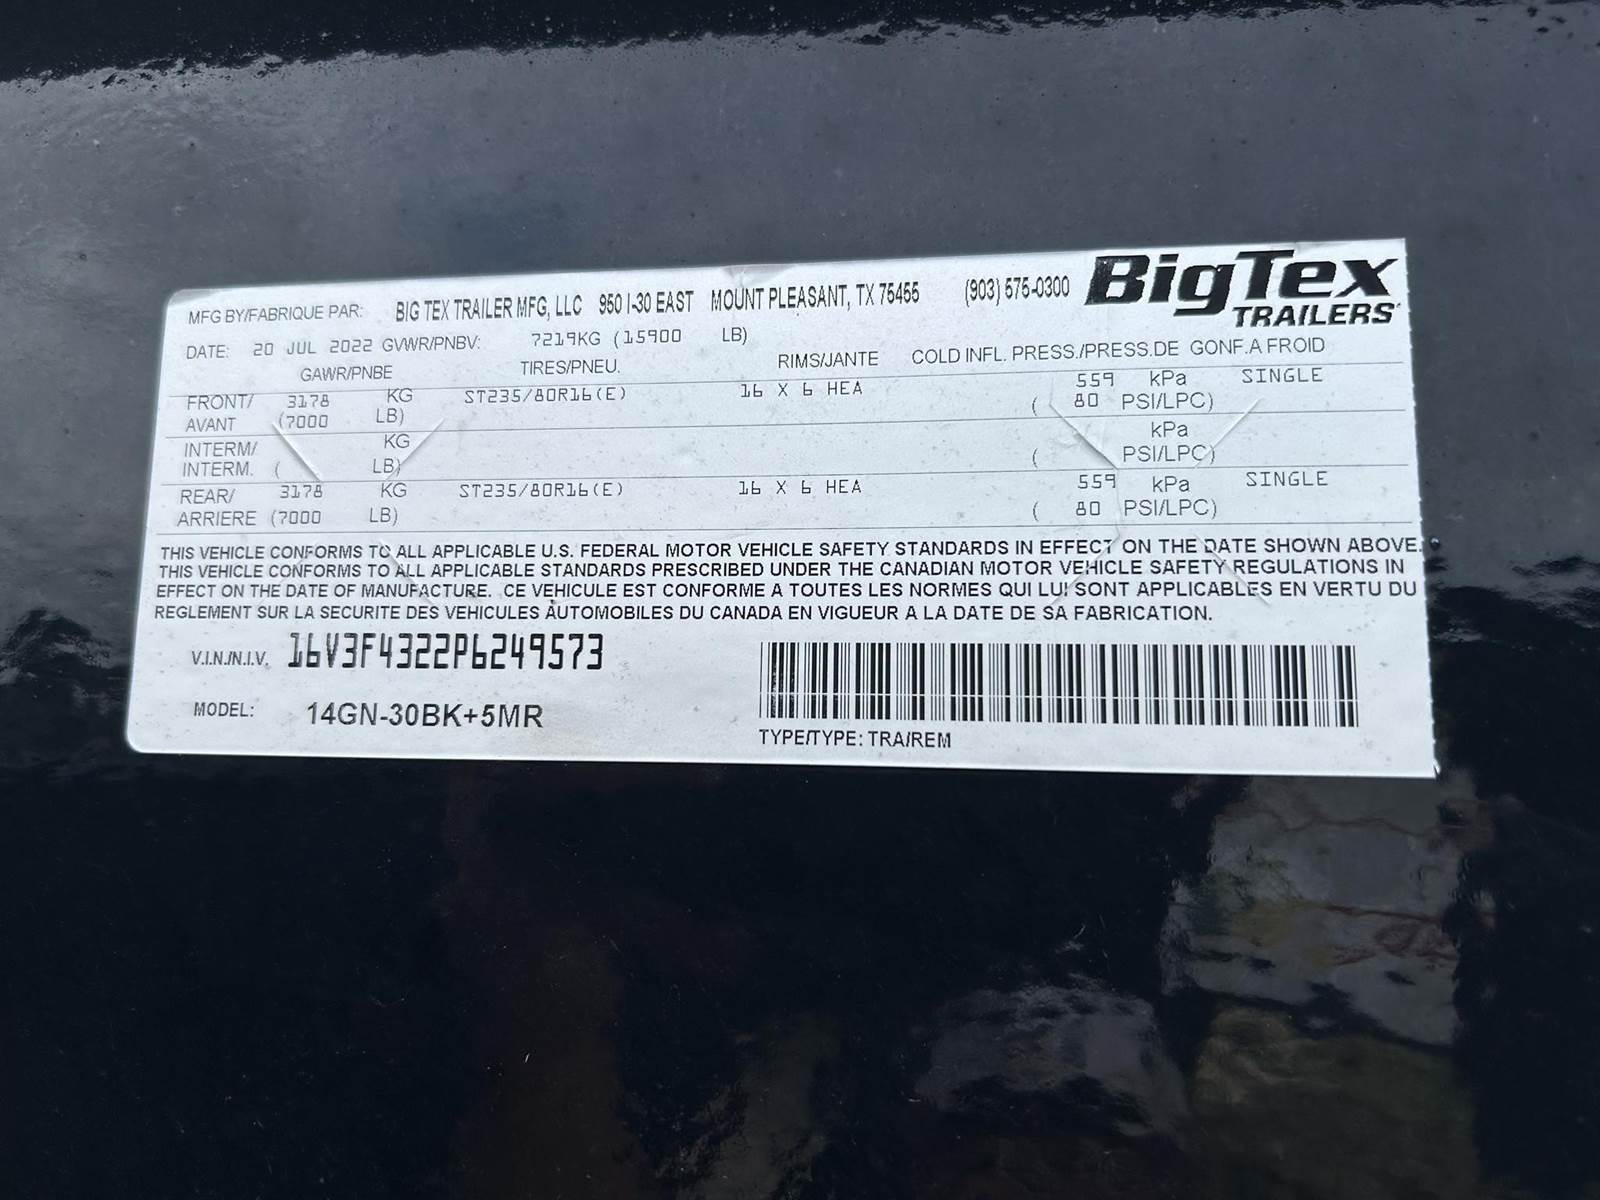 MFG BY/FABRIQUE PAR: BIG TEX TRAILER MFG, LLC 950 I-30 EAST MOUNT PLEASANT, TX 75455 (903) 575-0300 BigTex
TRAILERS
DATE: 20 JUL 2022 GVWR/PNBV: 7219KG (15900 LB)
GAWR/PNBE TIRES/PNEU. RIMS/JANTE COLD INFL. PRESS./PRESS.DE GONF.A FROID
FRONT/ 3178 KG ST235/80R16(E) 16 X 6 HEA 559 kPa SINGLE
AVANT (7000 LB) ( 80 PSI/LPC)
INTERM/ KG kPa
INTERM. ( LB) ( PSI/LPC)
REAR/ 3178 KG ST235/80R16(E) 16 X 6 HEA 559 kPa SINGLE
ARRIERE (7000 LB) ( 80 PSI/LPC)
THIS VEHICLE CONFORMS TO ALL APPLICABLE U.S. FEDERAL MOTOR VEHICLE SAFETY STANDARDS IN EFFECT ON THE DATE SHOWN ABOVE.
THIS VEHICLE CONFORMS TO ALL APPLICABLE STANDARDS PRESCRIBED UNDER THE CANADIAN MOTOR VEHICLE SAFETY REGULATIONS IN
EFFECT ON THE DATE OF MANUFACTURE. CE VEHICULE EST CONFORME A TOUTES LES NORMES QUI LUI SONT APPLICABLES EN VERTU DU
REGLEMENT SUR LA SECURITE DES VEHICULES AUTOMOBILES DU CANADA EN VIGUEUR A LA DATE DE SA FABRICATION.
V.I.N./N.I.V. 16V3F4322P6249573
MODEL: 14GN-30BK+5MR
TYPE/TYPE: TRA/REM